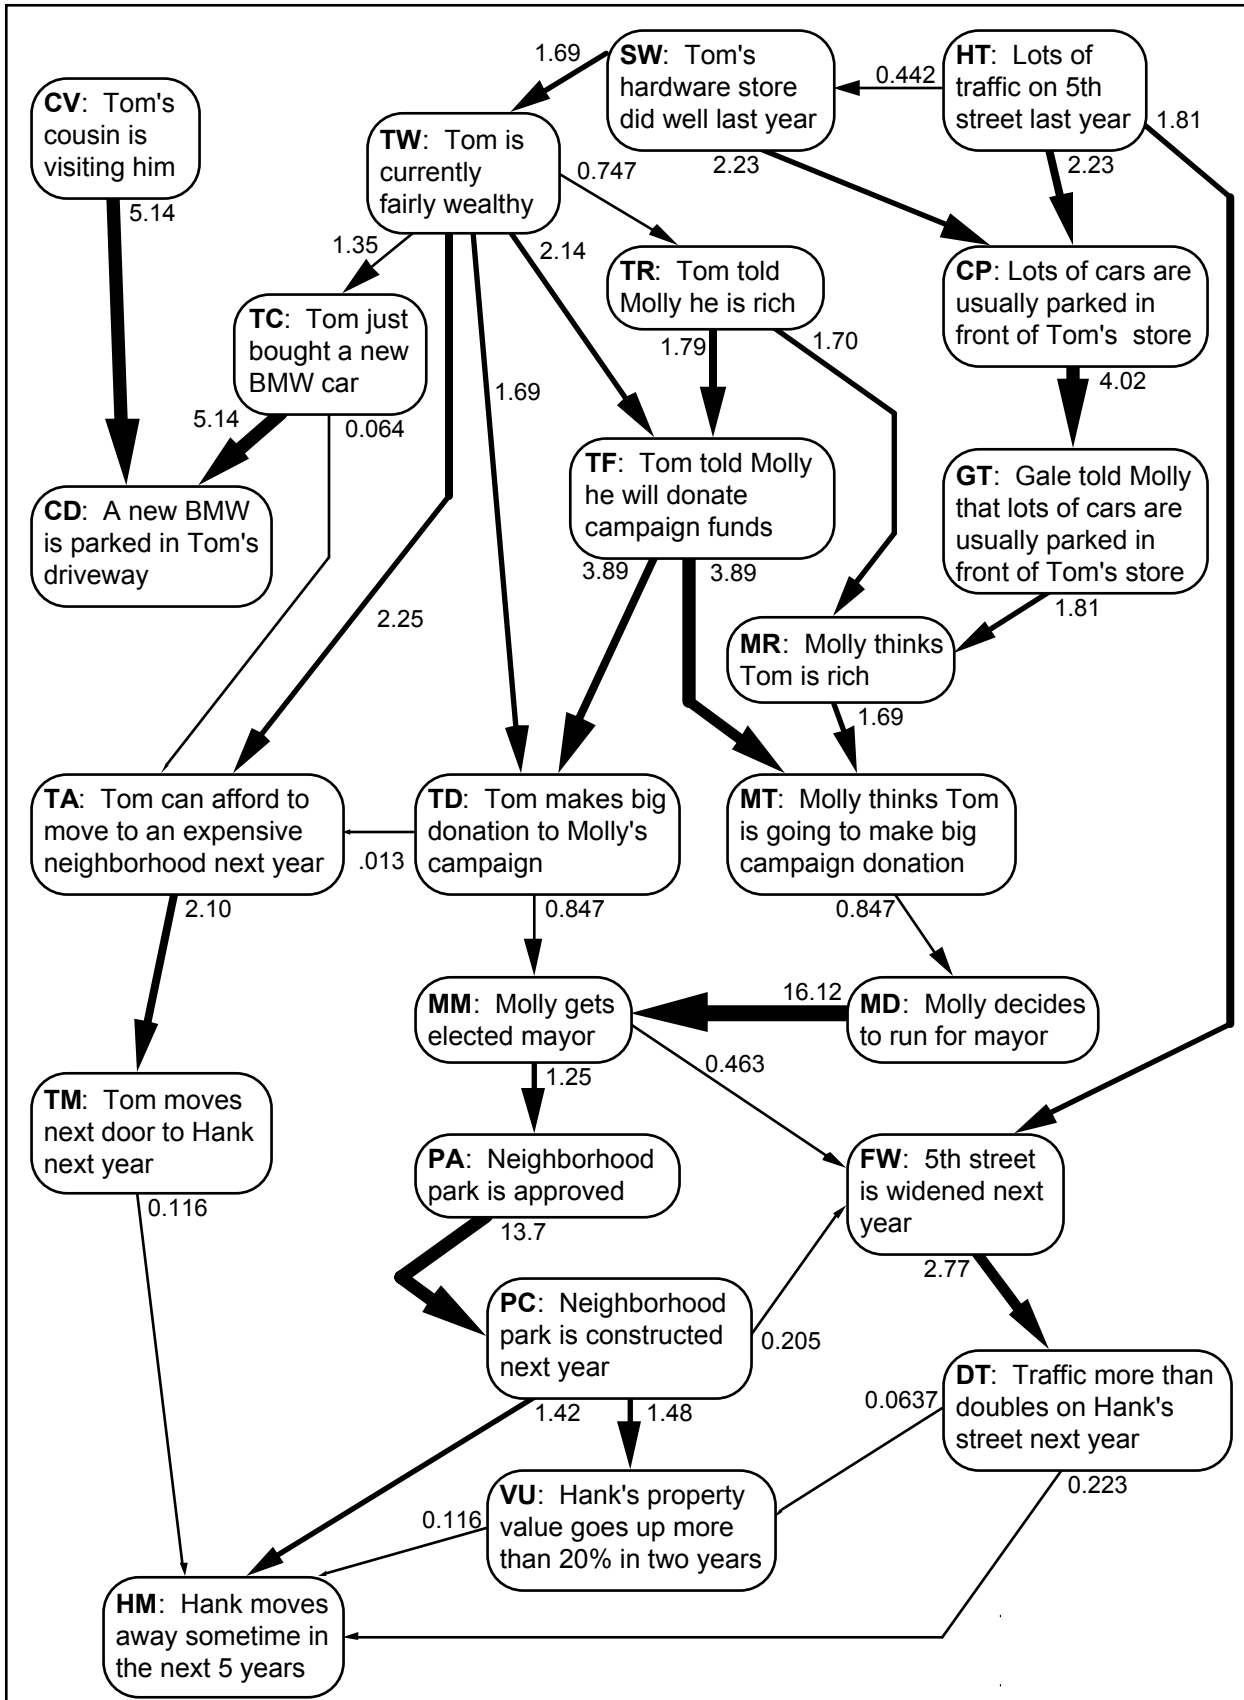 SW: Tom's
hardware store
did well last year
HT: Lots of
traffic on 5th
street last year
1.69
0.442
1.81
CV: Tom's
cousin is
visiting him
TW: Tom is
currently
fairly wealthy
0.747
2.23
2.23
5.14
1.35
2.14
TR: Tom told
Molly he is rich
CP: Lots of cars are
usually parked in
front of Tom's store
TC: Tom just
bought a new
BMW car
1.79
1.70
4.02
1.69
5.14
0.064
TF: Tom told Molly
he will donate
campaign funds
GT: Gale told Molly
that lots of cars are
usually parked in
front of Tom's store
CD: A new BMW
is parked in Tom's
driveway
3.89
3.89
2.25
1.81
MR: Molly thinks
Tom is rich
1.69
TA: Tom can afford to
move to an expensive
neighborhood next year
TD: Tom makes big
donation to Molly's
campaign
MT: Molly thinks Tom
is going to make big
campaign donation
.013
2.10
0.847
0.847
MM: Molly gets
elected mayor
16.12
MD: Molly decides
to run for mayor
0.463
1.25
TM: Tom moves
next door to Hank
next year
PA: Neighborhood
park is approved
FW: 5th street
is widened next
year
0.116
13.7
2.77
PC: Neighborhood
park is constructed
next year
0.205
DT: Traffic more than
doubles on Hank's
street next year
0.0637
1.42
1.48
0.223
VU: Hank's property
value goes up more
than 20% in two years
0.116
HM: Hank moves
away sometime in
the next 5 years